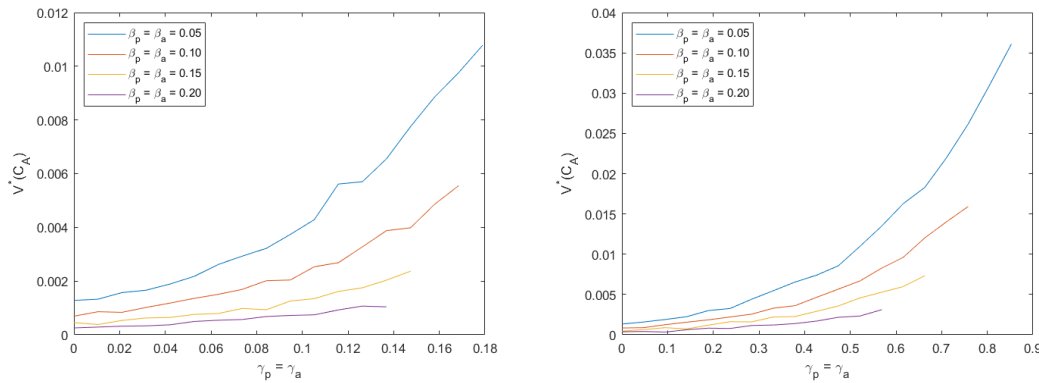 0.012
0.01
0.008
0.006
0.004
0.002
0
V*(C_A)
β_p = β_a = 0.05
β_p = β_a = 0.10
β_p = β_a = 0.15
β_p = β_a = 0.20
0 0.02 0.04 0.06 0.08 0.1 0.12 0.14 0.16 0.18
γ_p = γ_a
0.04
0.035
0.03
0.025
0.02
0.015
0.01
0.005
0
V*(C_A)
β_p = β_a = 0.05
β_p = β_a = 0.10
β_p = β_a = 0.15
β_p = β_a = 0.20
0 0.1 0.2 0.3 0.4 0.5 0.6 0.7 0.8 0.9
γ_p = γ_a